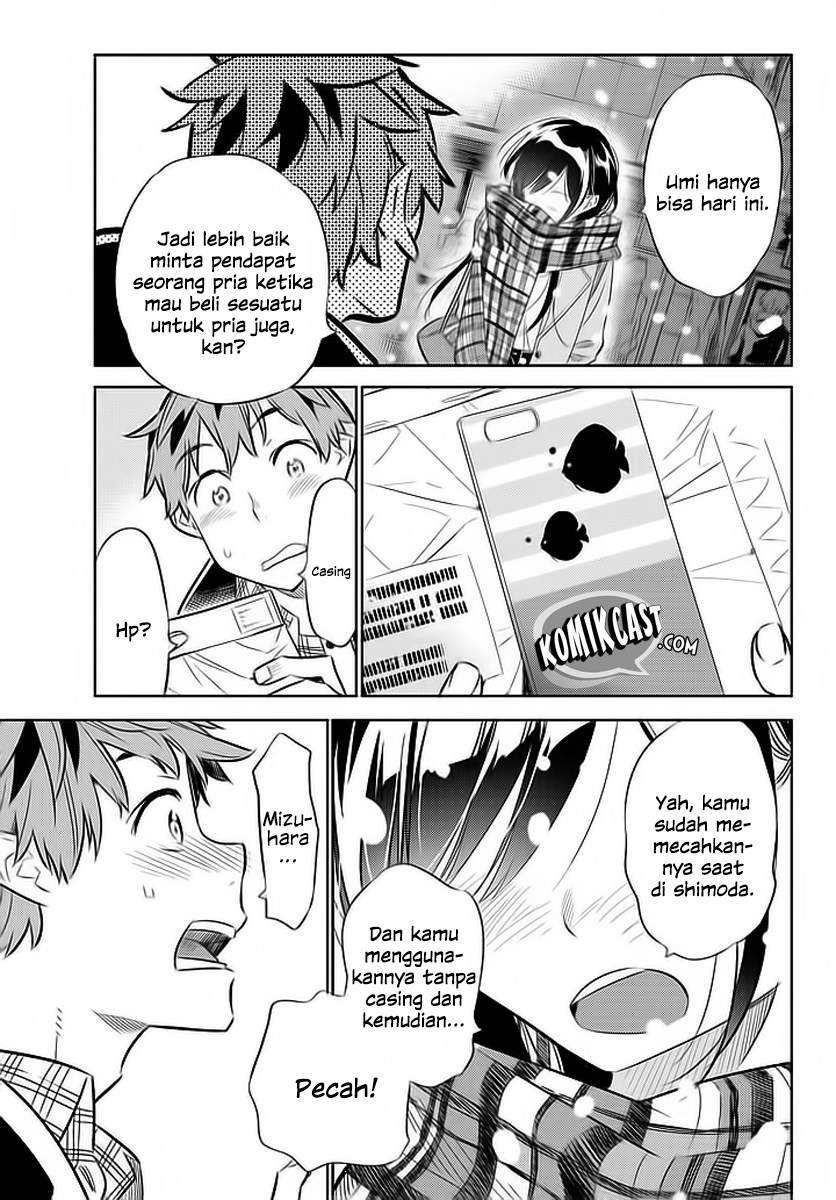 Umi hanya
bisa hari ini.
Jadi lebih baik
minta pendapat
seorang pria ketika
mau beli sesuatu
untuk pria juga,
kan?
KOMIKCAST
.COM
Casing
Hp?
Yah, kamu
sudah me-
mecahkan-
nya saat
di shimoda.
Dan kamu
mengguna-
kannya tanpa
casing dan
kemudian...
Pecah!
Mizu-
hara
...